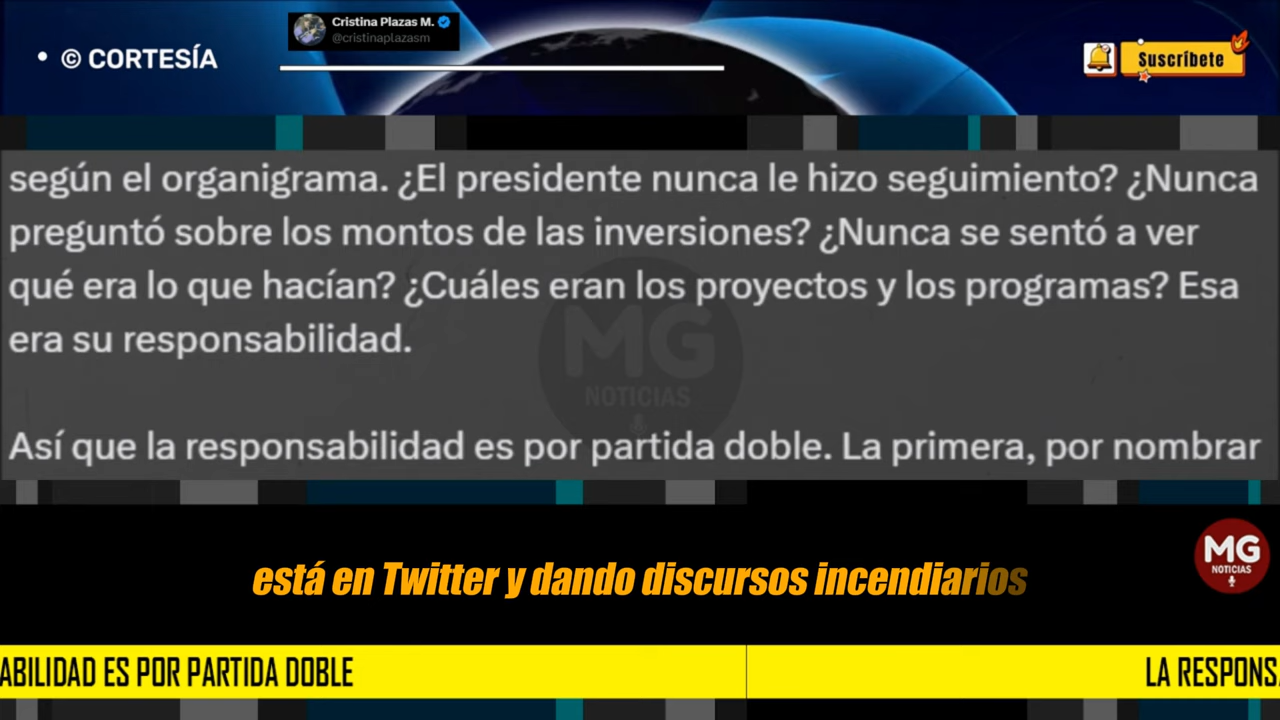 Cristina Plazas M.
@cristinaplazasm
• © CORTESÍA
Suscríbete
según el organigrama. ¿El presidente nunca le hizo seguimiento? ¿Nunca
preguntó sobre los montos de las inversiones? ¿Nunca se sentó a ver
qué era lo que hacían? ¿Cuáles eran los proyectos y los programas? Esa
era su responsabilidad.
Así que la responsabilidad es por partida doble. La primera, por nombrar
MG
NOTICIAS
está en Twitter y dando discursos incendiarios
MG
NOTICIAS
ABILIDAD ES POR PARTIDA DOBLE
LA RESPONS